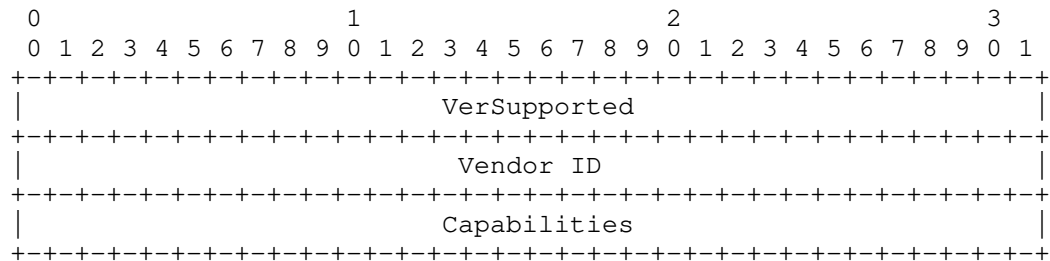 0                   1                   2                   3
 0 1 2 3 4 5 6 7 8 9 0 1 2 3 4 5 6 7 8 9 0 1 2 3 4 5 6 7 8 9 0 1
+-+-+-+-+-+-+-+-+-+-+-+-+-+-+-+-+-+-+-+-+-+-+-+-+-+-+-+-+-+-+-+-+
|                          VerSupported                         |
+-+-+-+-+-+-+-+-+-+-+-+-+-+-+-+-+-+-+-+-+-+-+-+-+-+-+-+-+-+-+-+-+
|                           Vendor ID                           |
+-+-+-+-+-+-+-+-+-+-+-+-+-+-+-+-+-+-+-+-+-+-+-+-+-+-+-+-+-+-+-+-+
|                          Capabilities                         |
+-+-+-+-+-+-+-+-+-+-+-+-+-+-+-+-+-+-+-+-+-+-+-+-+-+-+-+-+-+-+-+-+